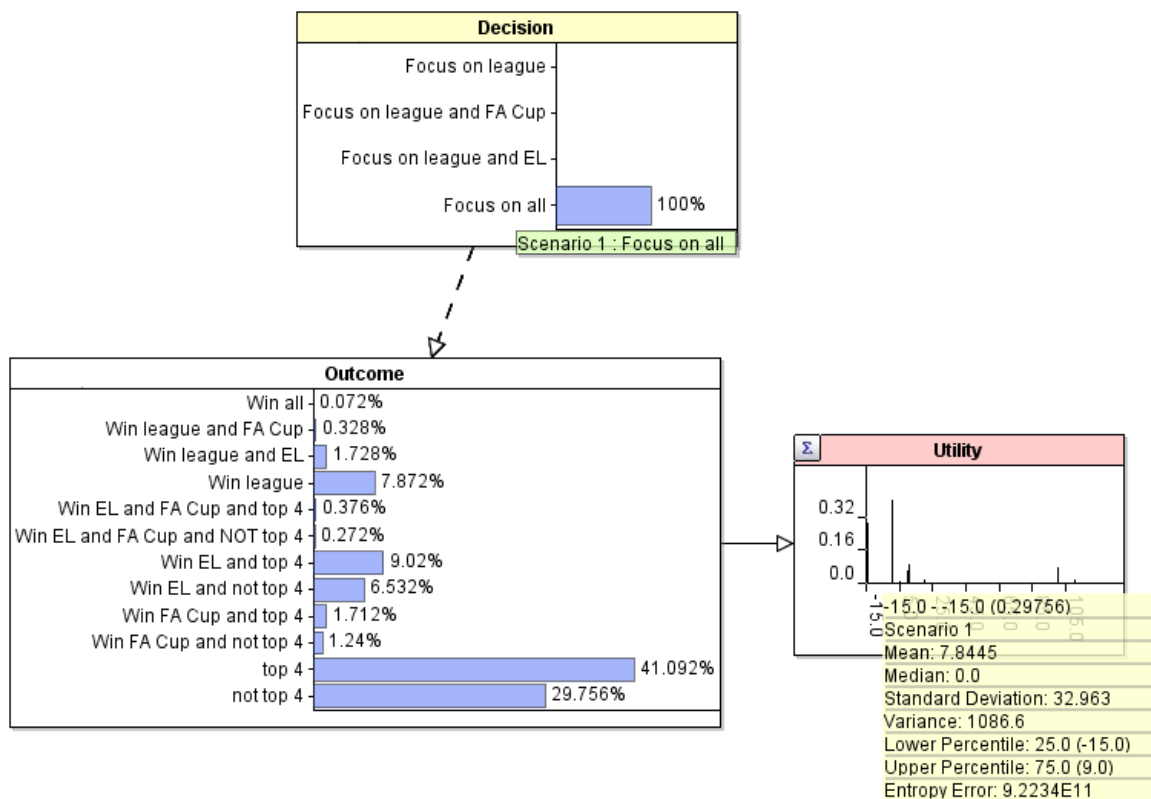 Decision
Focus on league
Focus on league and FA Cup
Focus on league and EL
Focus on all
100%
Scenario 1 : Focus on all
Outcome
Win all 0.072%
Win league and FA Cup 0.328%
Win league and EL 1.728%
Win league 7.872%
Win EL and FA Cup and top 4 0.376%
Win EL and FA Cup and NOT top 4 0.272%
Win EL and top 4 9.02%
Win EL and not top 4 6.532%
Win FA Cup and top 4 1.712%
Win FA Cup and not top 4 1.24%
top 4 41.092%
not top 4 29.756%
Σ Utility
0.32
0.16
0.0
-15.0
105.0
-15.0 - -15.0 (0.29756)
Scenario 1
Mean: 7.8445
Median: 0.0
Standard Deviation: 32.963
Variance: 1086.6
Lower Percentile: 25.0 (-15.0)
Upper Percentile: 75.0 (9.0)
Entropy Error: 9.2234E11